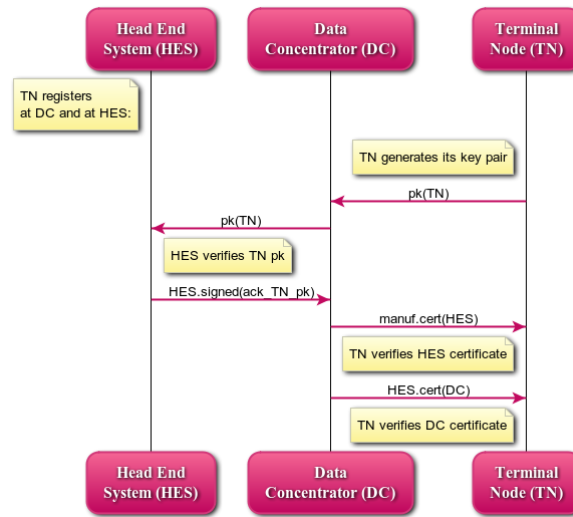 Head End
System (HES)
Data
Concentrator (DC)
Terminal
Node (TN)
TN registers
at DC and at HES:
TN generates its key pair
pk(TN)
pk(TN)
HES verifies TN pk
HES.signed(ack_TN_pk)
manuf.cert(HES)
TN verifies HES certificate
HES.cert(DC)
TN verifies DC certificate
Head End
System (HES)
Data
Concentrator (DC)
Terminal
Node (TN)